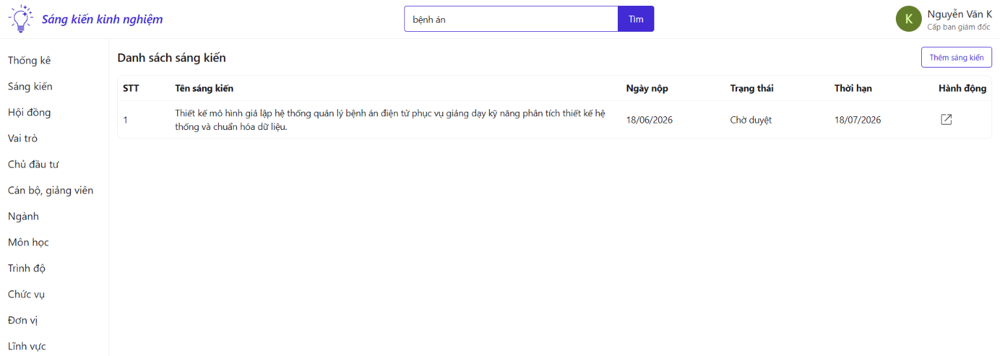 Sáng kiến kinh nghiệm
bệnh án
Tìm
K
Nguyễn Văn K
Cấp ban giám đốc
Thống kê
Sáng kiến
Hội đồng
Vai trò
Chủ đầu tư
Cán bộ, giảng viên
Ngành
Môn học
Trình độ
Chức vụ
Đơn vị
Lĩnh vực
Danh sách sáng kiến
Thêm sáng kiến
STT Tên sáng kiến Ngày nộp Trạng thái Thời hạn Hành động
1 Thiết kế mô hình giả lập hệ thống quản lý bệnh án điện tử phục vụ giảng dạy kỹ năng phân tích thiết kế hệ 18/06/2026 Chờ duyệt 18/07/2026
thống và chuẩn hóa dữ liệu.